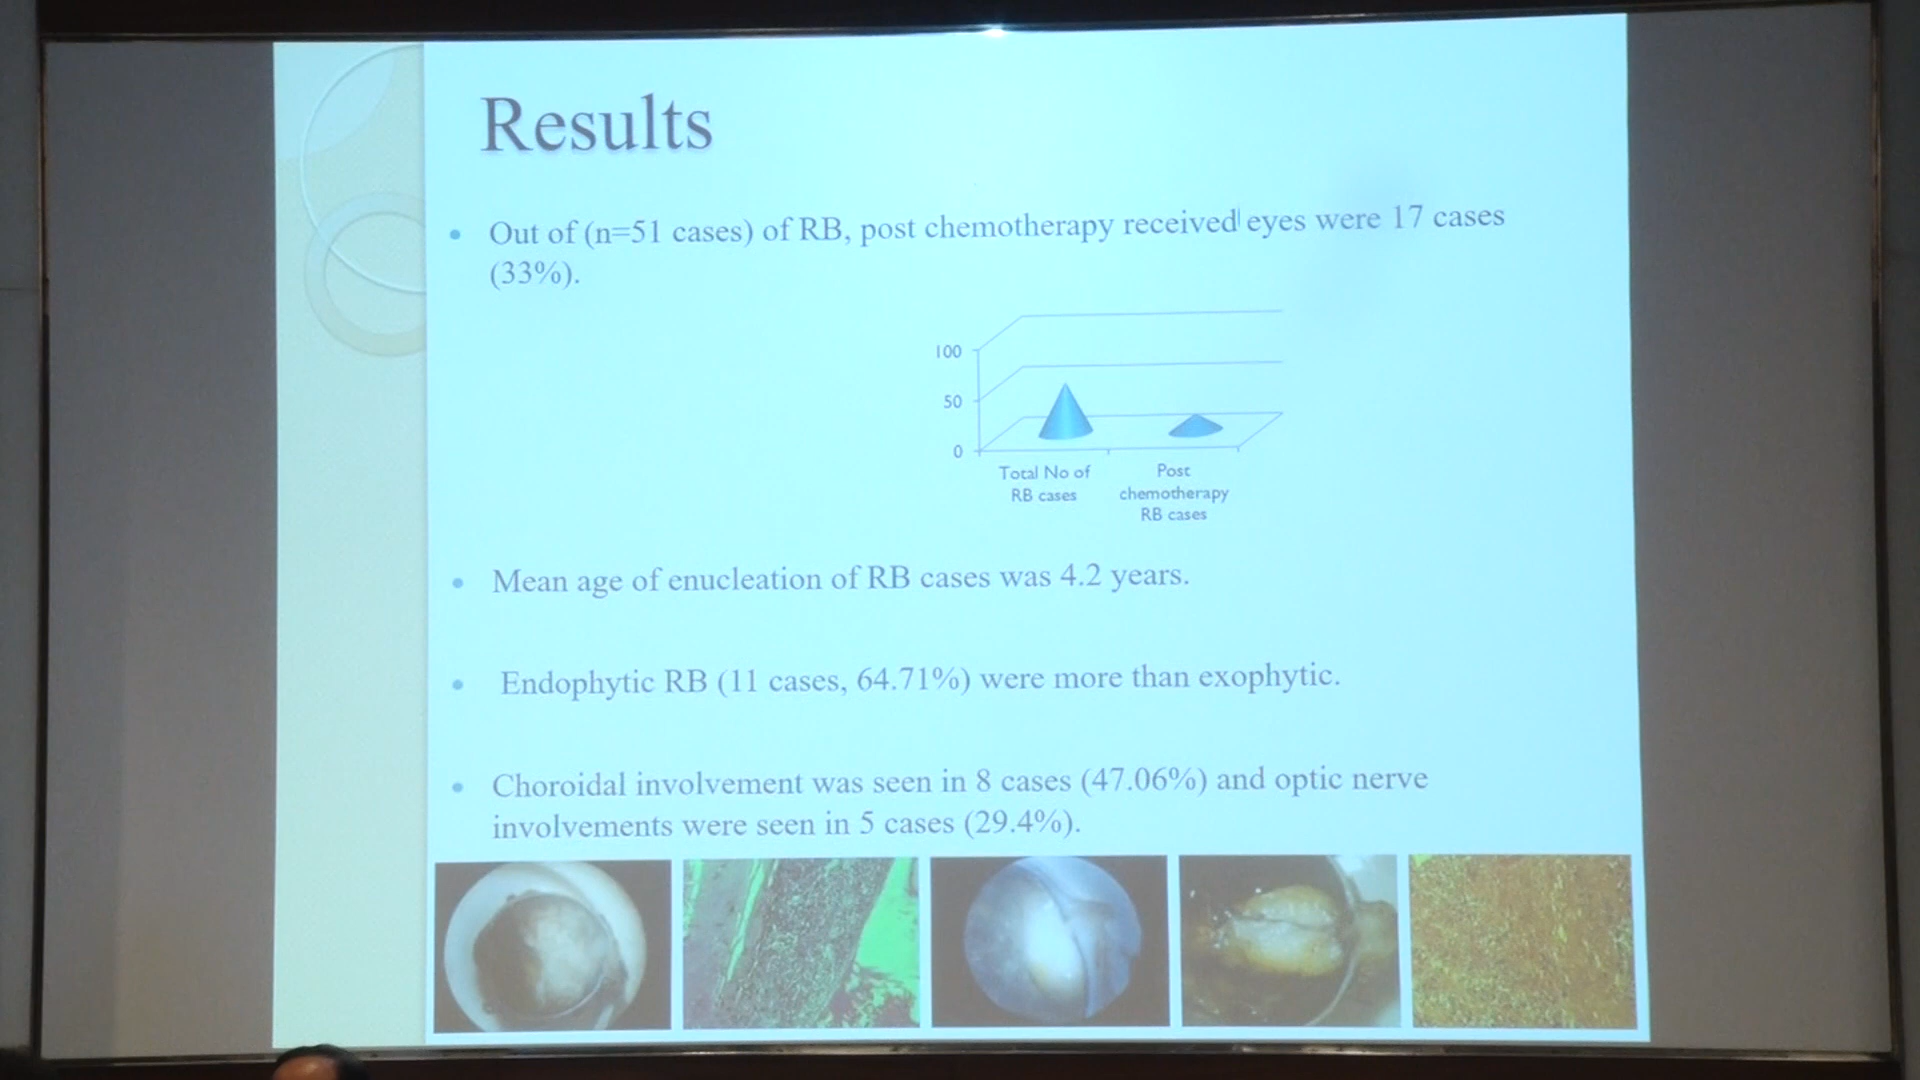 Results
• Out of (n=51 cases) of RB, post chemotherapy received eyes were 17 cases
(33%).
100
50
0
Total No of
RB cases
Post
chemotherapy
RB cases
• Mean age of enucleation of RB cases was 4.2 years.
• Endophytic RB (11 cases, 64.71%) were more than exophytic.
• Choroidal involvement was seen in 8 cases (47.06%) and optic nerve
involvements were seen in 5 cases (29.4%).